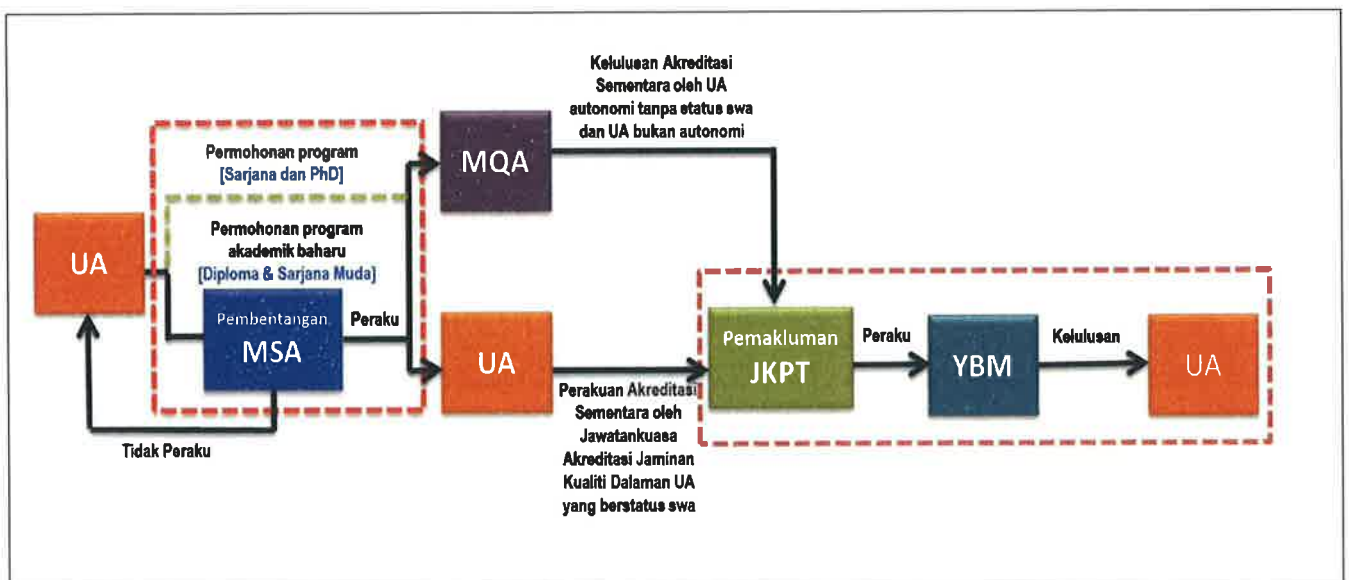 Kelulusan Akreditasi
Sementara oleh UA
autonomi tanpa status swa
dan UA bukan autonomi
Permohonan program
[Sarjana dan PhD]
MQA
Permohonan program
akademik baharu
[Diploma & Sarjana Muda]
UA
Pembentangan
MSA
Peraku
UA
Pemakluman
JKPT
Peraku
YBM
Kelulusan
UA
Perakuan Akreditasi
Sementara oleh
Jawatankuasa
Akreditasi Jaminan
Kualiti Dalaman UA
yang berstatus swa
Tidak Peraku